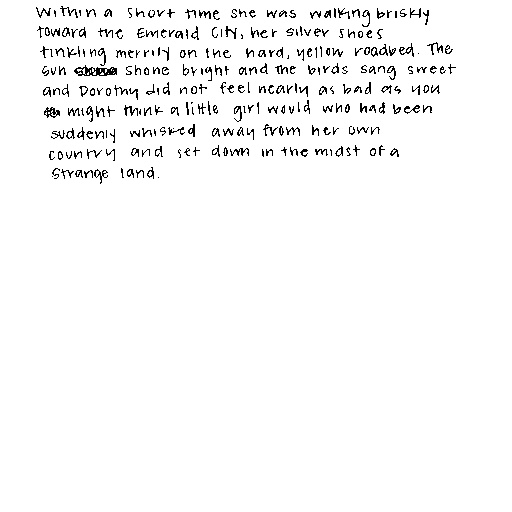 Within a short time she was walking briskly
toward the Emerald City, her silver shoes
tinkling merrily on the hard, yellow roadbed. The
sun shone bright and the birds sang sweet
and Dorothy did not feel nearly as bad as you
might think a little girl would who had been
suddenly whisked away from her own
country and set down in the midst of a
strange land.